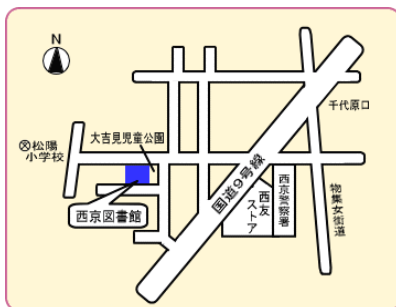 N
千代原口
大吉見児童公園
松陽
小学校
国道9号線
西京警察署
西友
ストア
物集女街道
西京図書館